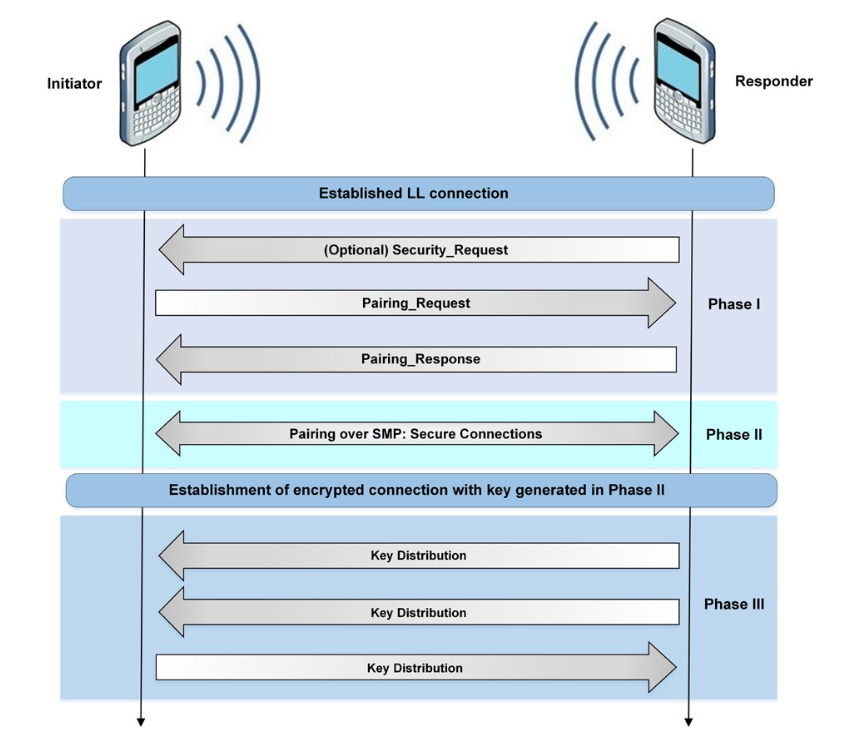 Initiator
Responder
Established LL connection
(Optional) Security_Request
Pairing_Request
Phase I
Pairing_Response
Pairing over SMP: Secure Connections
Phase II
Establishment of encrypted connection with key generated in Phase II
Key Distribution
Phase III
Key Distribution
Key Distribution